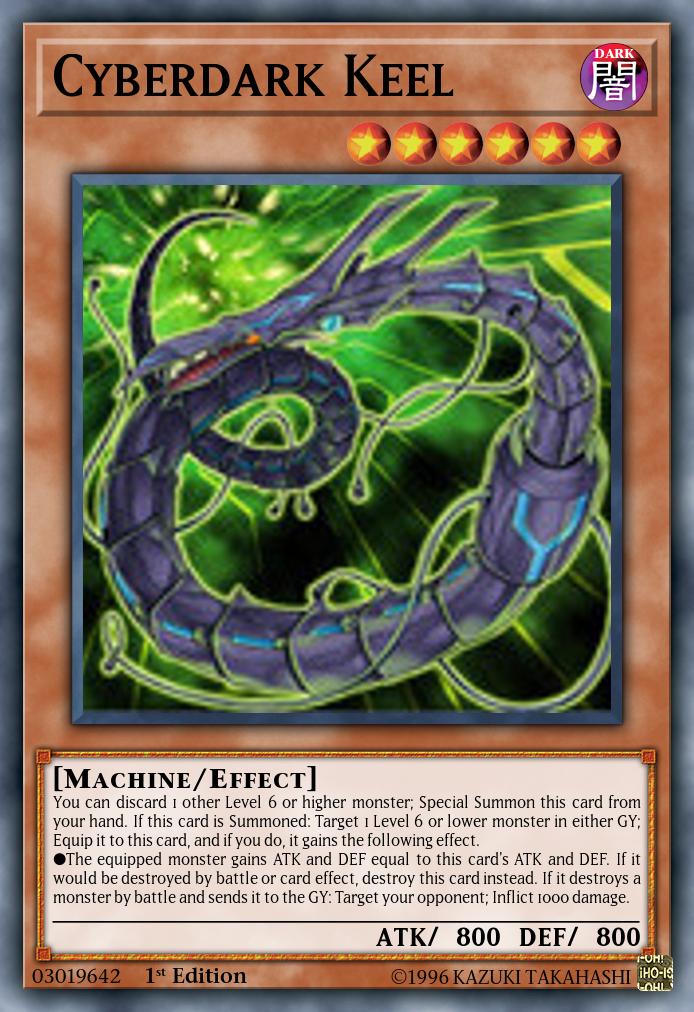 Cyberdark Keel
DARK
闇
[Machine/Effect]
You can discard 1 other Level 6 or higher monster; Special Summon this card from
your hand. If this card is Summoned: Target 1 Level 6 or lower monster in either GY;
Equip it to this card, and if you do, it gains the following effect.
●The equipped monster gains ATK and DEF equal to this card's ATK and DEF. If it
would be destroyed by battle or card effect, destroy this card instead. If it destroys a
monster by battle and sends it to the GY: Target your opponent; Inflict 1000 damage.
ATK/ 800 DEF/ 800
03019642 1st Edition ©1996 KAZUKI TAKAHASHI